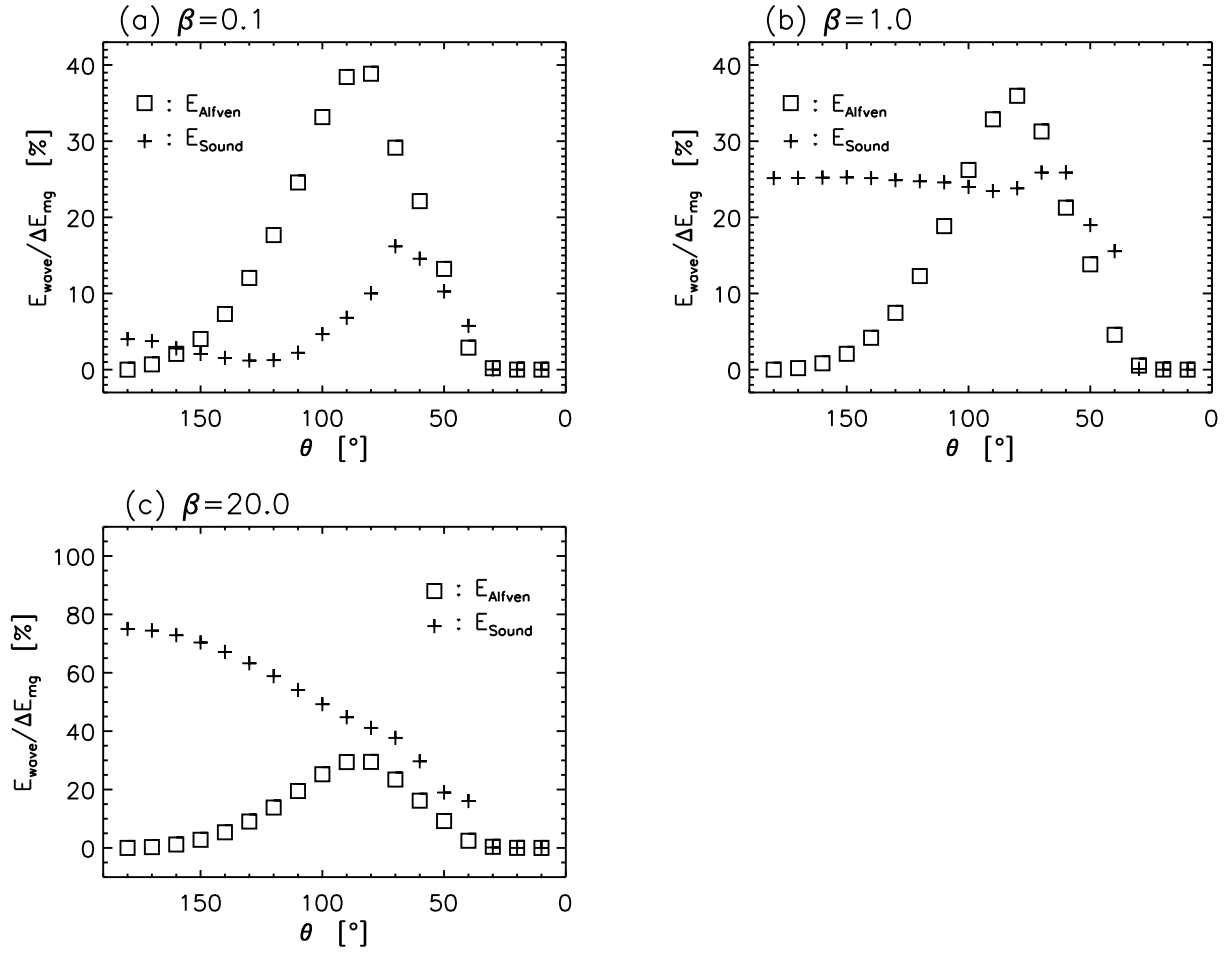 (a) β=0.1
40
30
20
10
0
□ : E_Alfven
+ : E_Sound
E_wave/ΔE_mg [%]
150 100 50 0
θ [°]
(b) β=1.0
40
30
20
10
0
□ : E_Alfven
+ : E_Sound
E_wave/ΔE_mg [%]
150 100 50 0
θ [°]
(c) β=20.0
100
80
60
40
20
0
□ : E_Alfven
+ : E_Sound
E_wave/ΔE_mg [%]
150 100 50 0
θ [°]